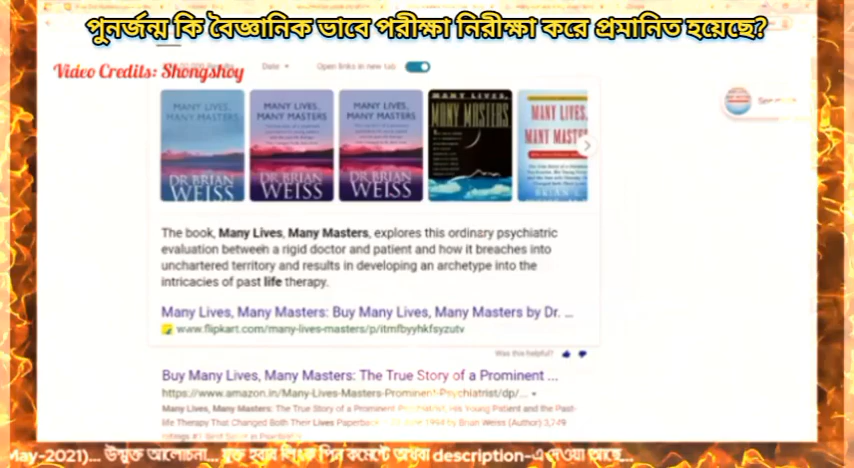 পুনর্জন্ম কি বৈজ্ঞানিক ভাবে পরীক্ষা নিরীক্ষা করে প্রমানিত হয়েছে?
Video Credits: Shongshoy
Date
Open links in new tab
MANY LIVES, MANY MASTERS
DR BRIAN WEISS
MANY LIVES, MANY MASTERS
DR BRIAN WEISS
MANY LIVES, MANY MASTERS
DR BRIAN WEISS
MANY LIVES, MANY MASTERS
MANY LIVES,
The book, Many Lives, Many Masters, explores this ordinary psychiatric
evaluation between a rigid doctor and patient and how it breaches into
unchartered territory and results in developing an archetype into the
intricacies of past life therapy.
Many Lives, Many Masters: Buy Many Lives, Many Masters by Dr. ...
www.flipkart.com/many-lives-masters/p/itmfbyyhkfsyzutv
Was this helpful?
Buy Many Lives, Many Masters: The True Story of a Prominent ...
https://www.amazon.in/Many-Lives-Masters-Prominent-Psychiatrist/dp/...
Many Lives, Many Masters: The True Story of a Prominent Psychiatrist, His Young Patient and the Past-
Life Therapy That Changed Both Their Lives Paperback 1994 by Brian Weiss (Author) 3,749
May-2021)... উন্মুক্ত আলোচনা... যুক্ত হবার লিংক পিন কমেন্টে অথবা description-এ দেওয়া আছে...